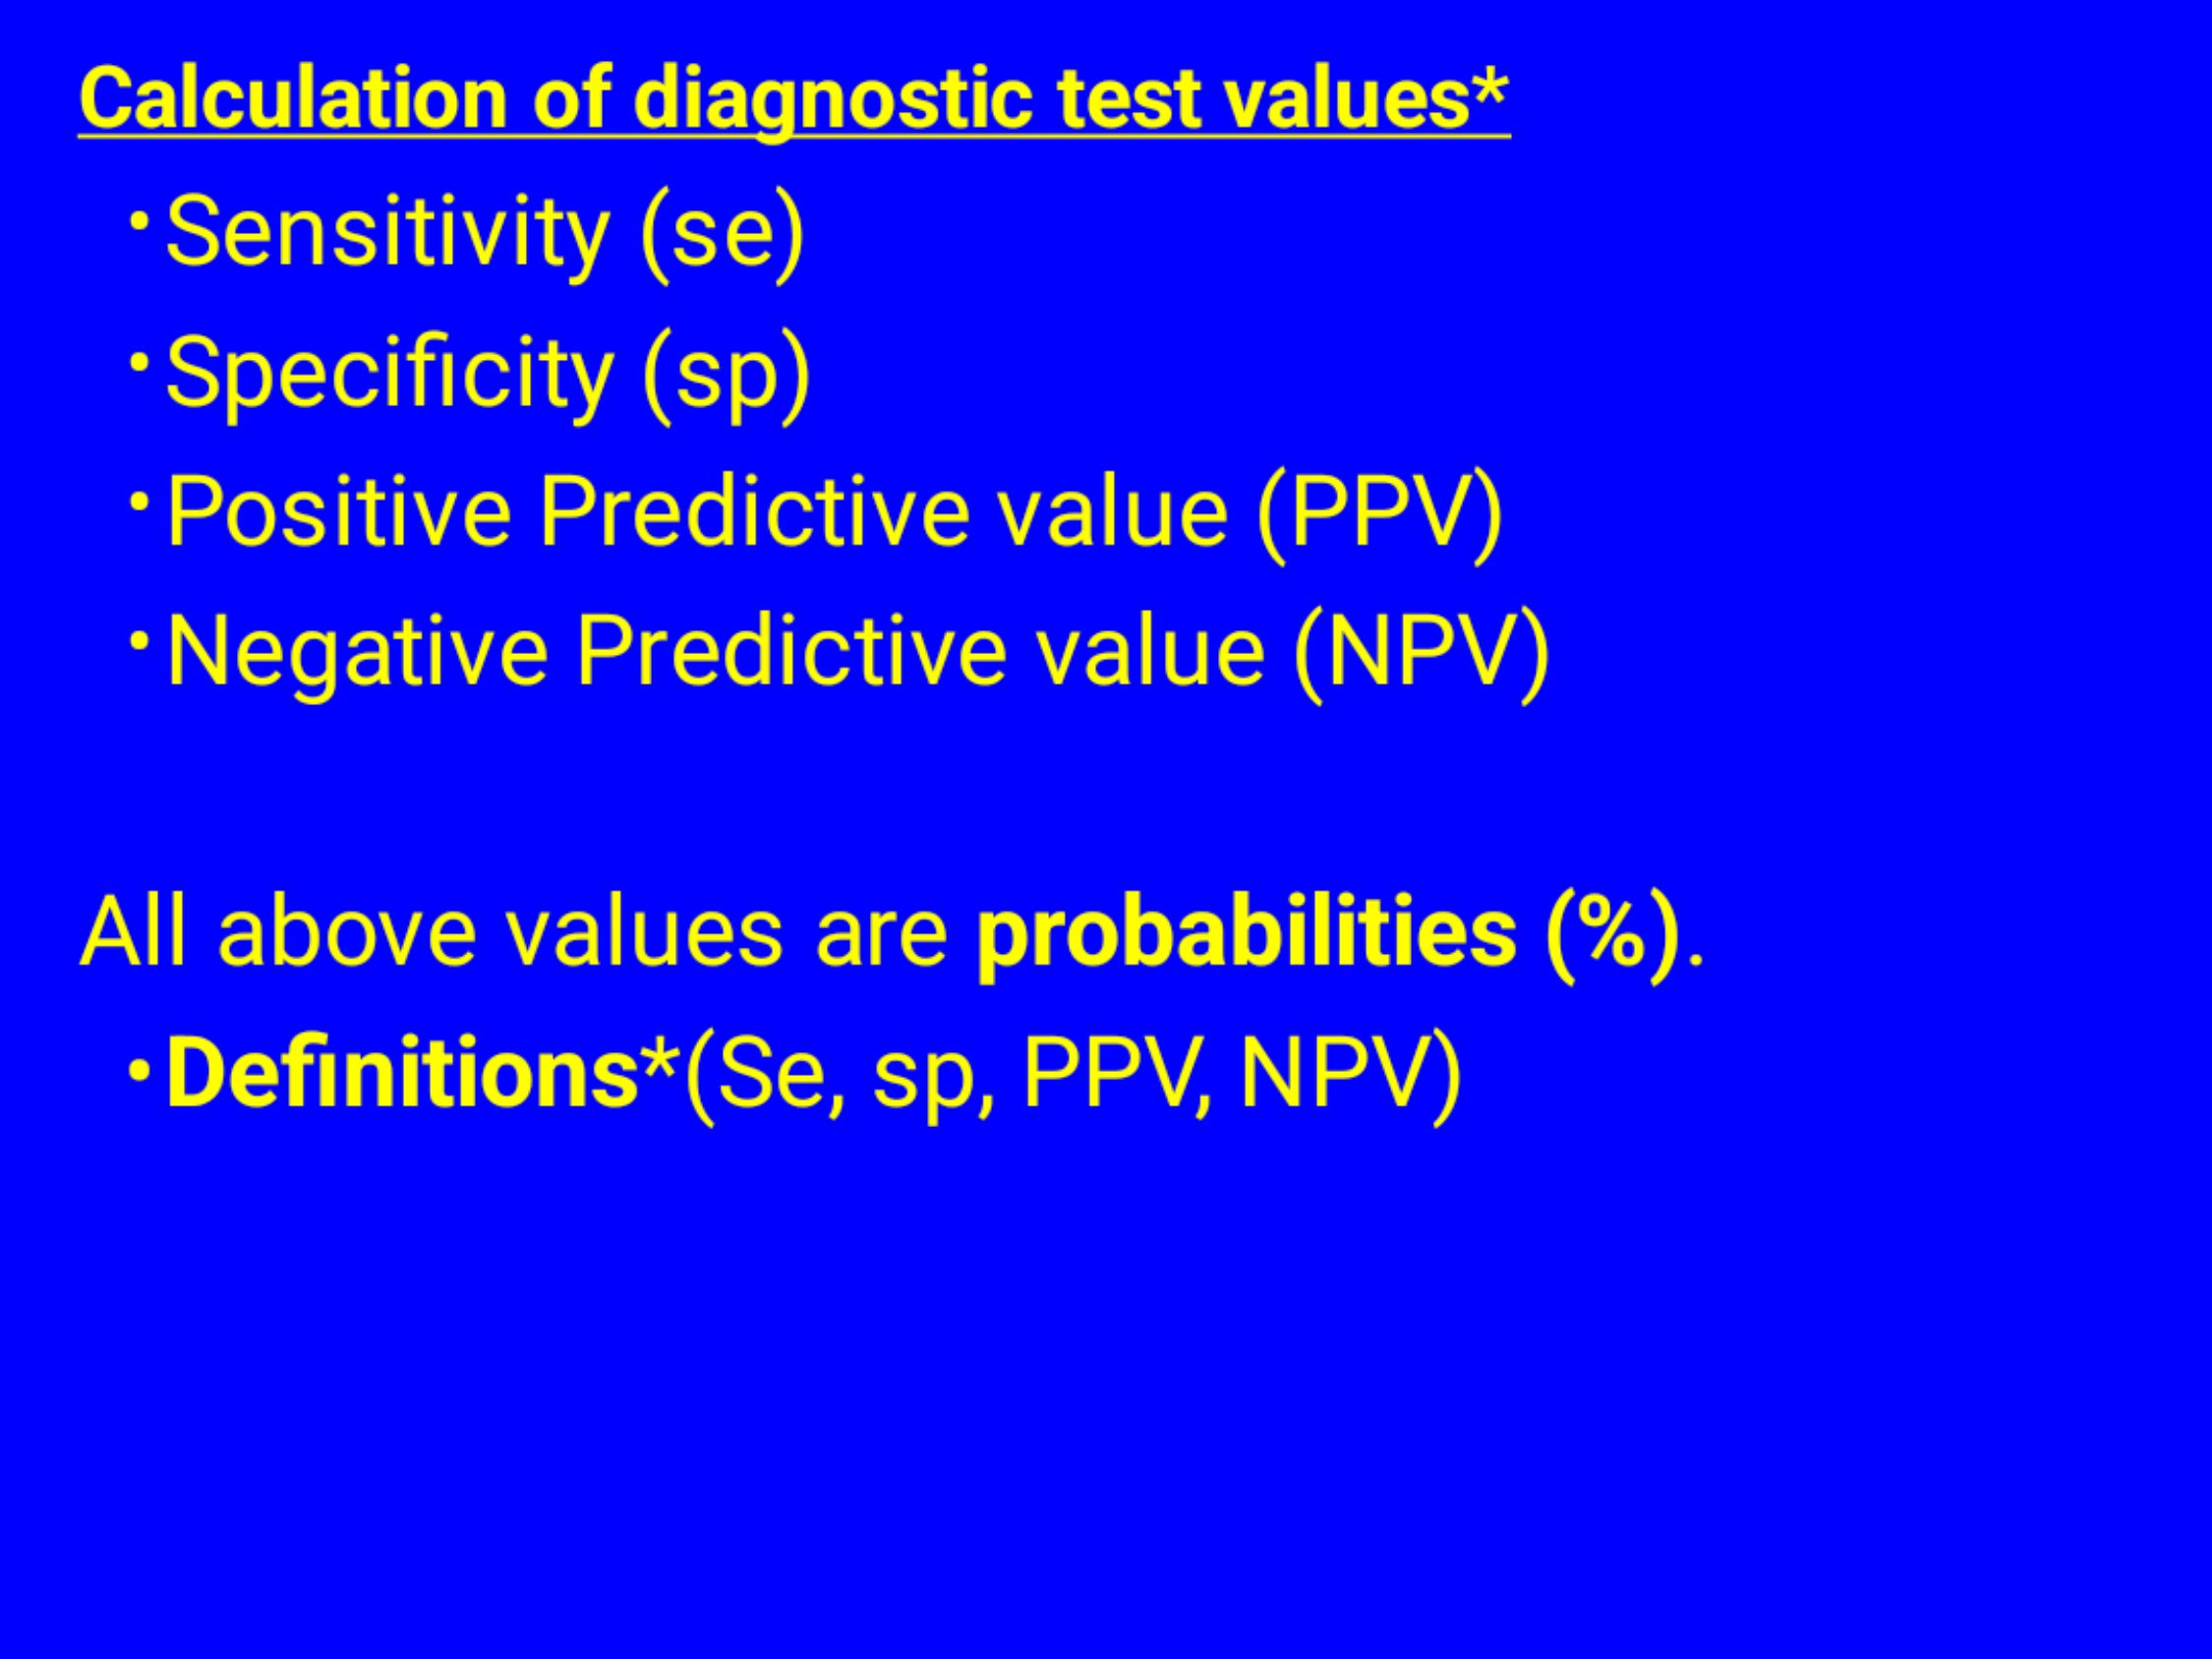 Calculation of diagnostic test values*
•Sensitivity (se)
•Specificity (sp)
•Positive Predictive value (PPV)
•Negative Predictive value (NPV)
All above values are probabilities (%).
•Definitions*(Se, sp, PPV, NPV)